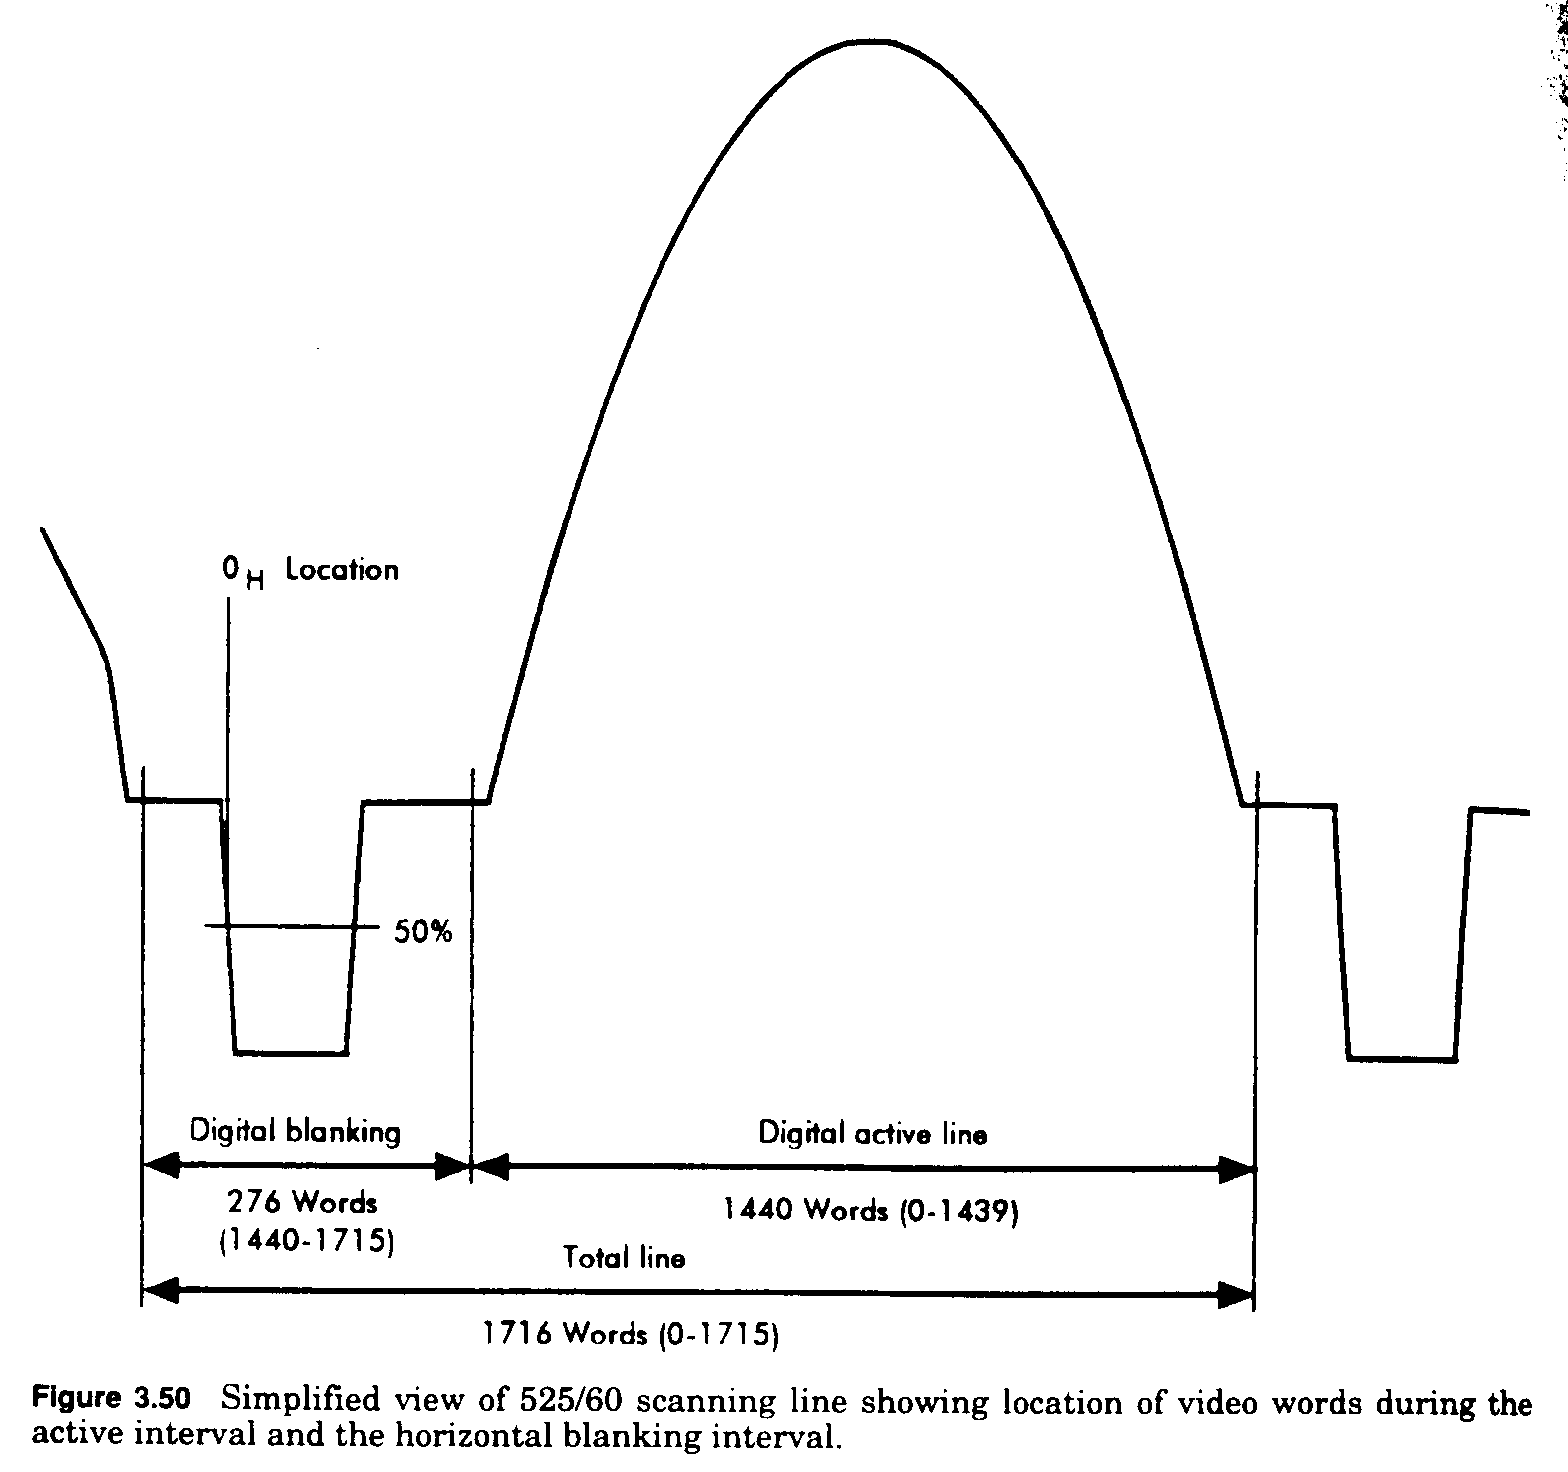 0H Location
50%
Digital blanking
276 Words
(1440-1715)
Digital active line
1440 Words (0-1439)
Total line
1716 Words (0-1715)
Figure 3.50 Simplified view of 525/60 scanning line showing location of video words during the
active interval and the horizontal blanking interval.